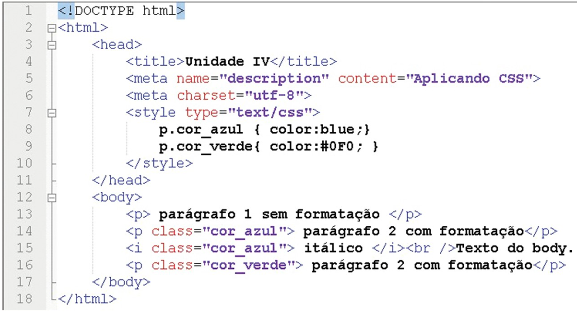 1 <!DOCTYPE html>
2 <html>
3 <head>
4 <title>Unidade IV</title>
5 <meta name="description" content="Aplicando CSS">
6 <meta charset="utf-8">
7 <style type="text/css">
8 p.cor_azul { color:blue;}
9 p.cor_verde{ color:#0F0; }
10 </style>
11 </head>
12 <body>
13 <p> parágrafo 1 sem formatação </p>
14 <p class="cor_azul"> parágrafo 2 com formatação</p>
15 <i class="cor_azul"> itálico </i><br />Texto do body.
16 <p class="cor_verde"> parágrafo 2 com formatação</p>
17 </body>
18 </html>